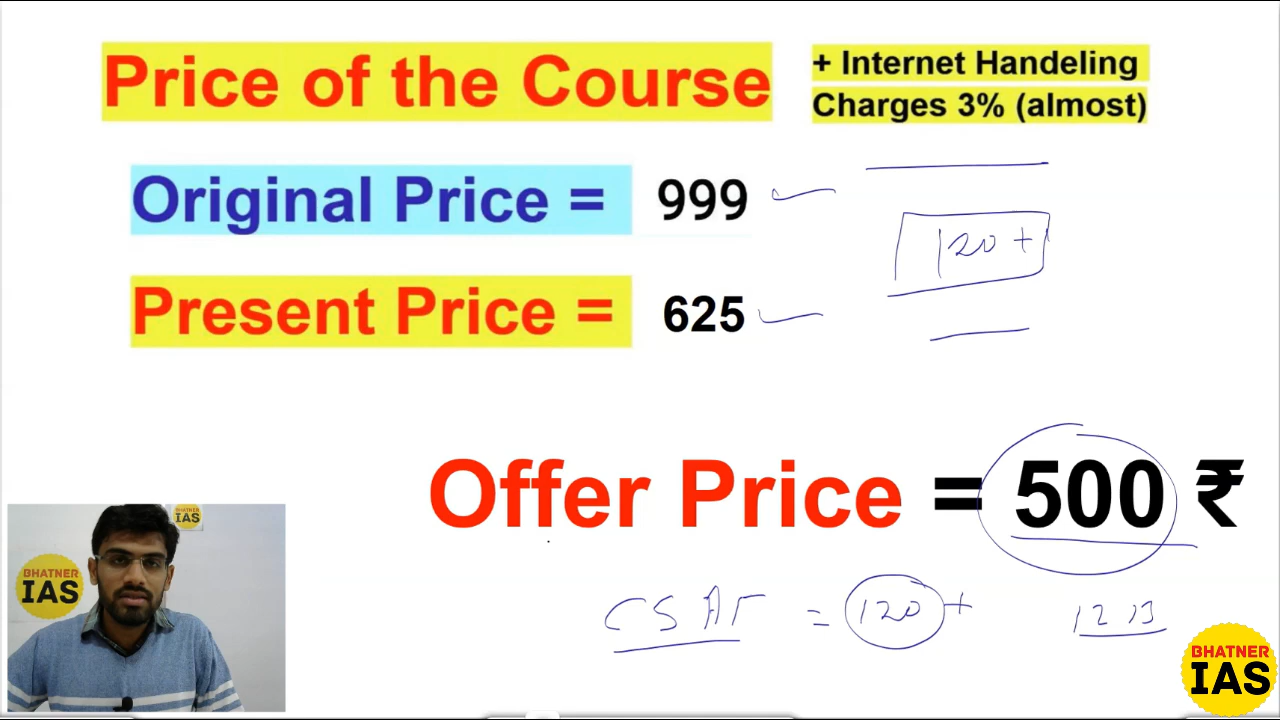 Price of the Course
+ Internet Handeling
Charges 3% (almost)
Original Price = 999
120 +
Present Price = 625
Offer Price = 500 ₹
CSAT = 120 +
BHATNER
IAS
BHATNER
IAS
BHATNER
IAS